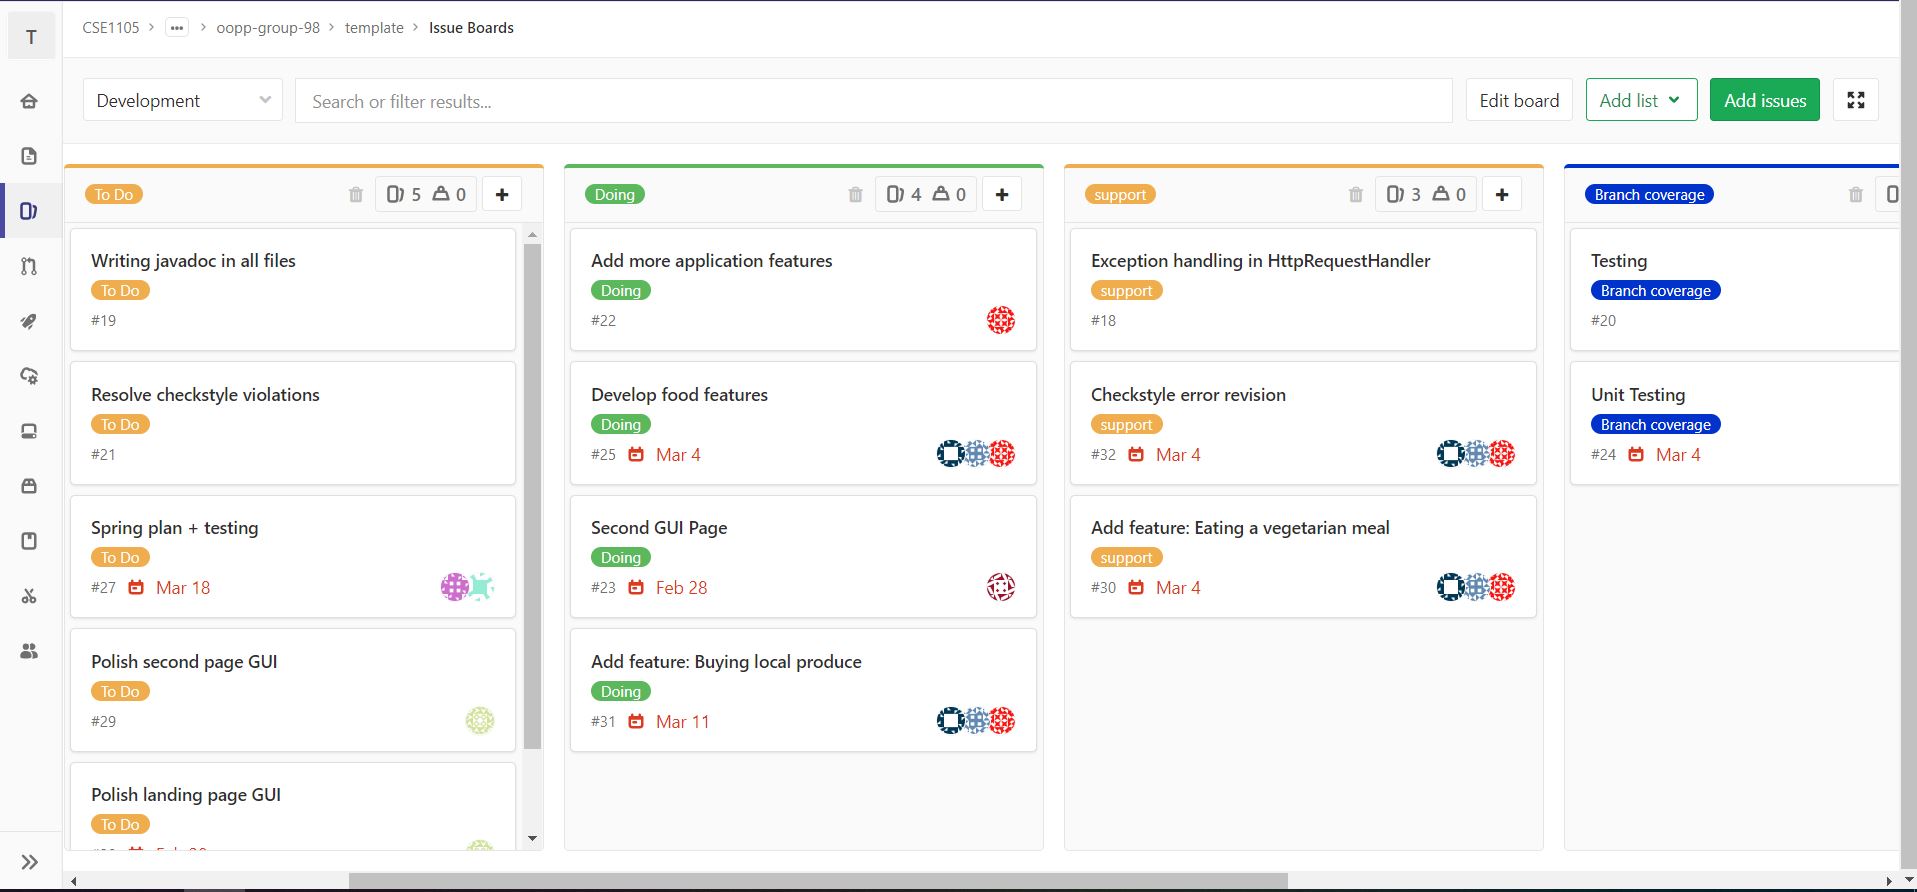 T
CSE1105 > ... > oopp-group-98 > template > Issue Boards
Development
Search or filter results...
Edit board
Add list
Add issues
To Do
5 0
Writing javadoc in all files
To Do
#19
Resolve checkstyle violations
To Do
#21
Spring plan + testing
To Do
#27 Mar 18
Polish second page GUI
To Do
#29
Polish landing page GUI
To Do
Doing
4 0
Add more application features
Doing
#22
Develop food features
Doing
#25 Mar 4
Second GUI Page
Doing
#23 Feb 28
Add feature: Buying local produce
Doing
#31 Mar 11
support
3 0
Exception handling in HttpRequestHandler
support
#18
Checkstyle error revision
support
#32 Mar 4
Add feature: Eating a vegetarian meal
support
#30 Mar 4
Branch coverage
Testing
Branch coverage
#20
Unit Testing
Branch coverage
#24 Mar 4